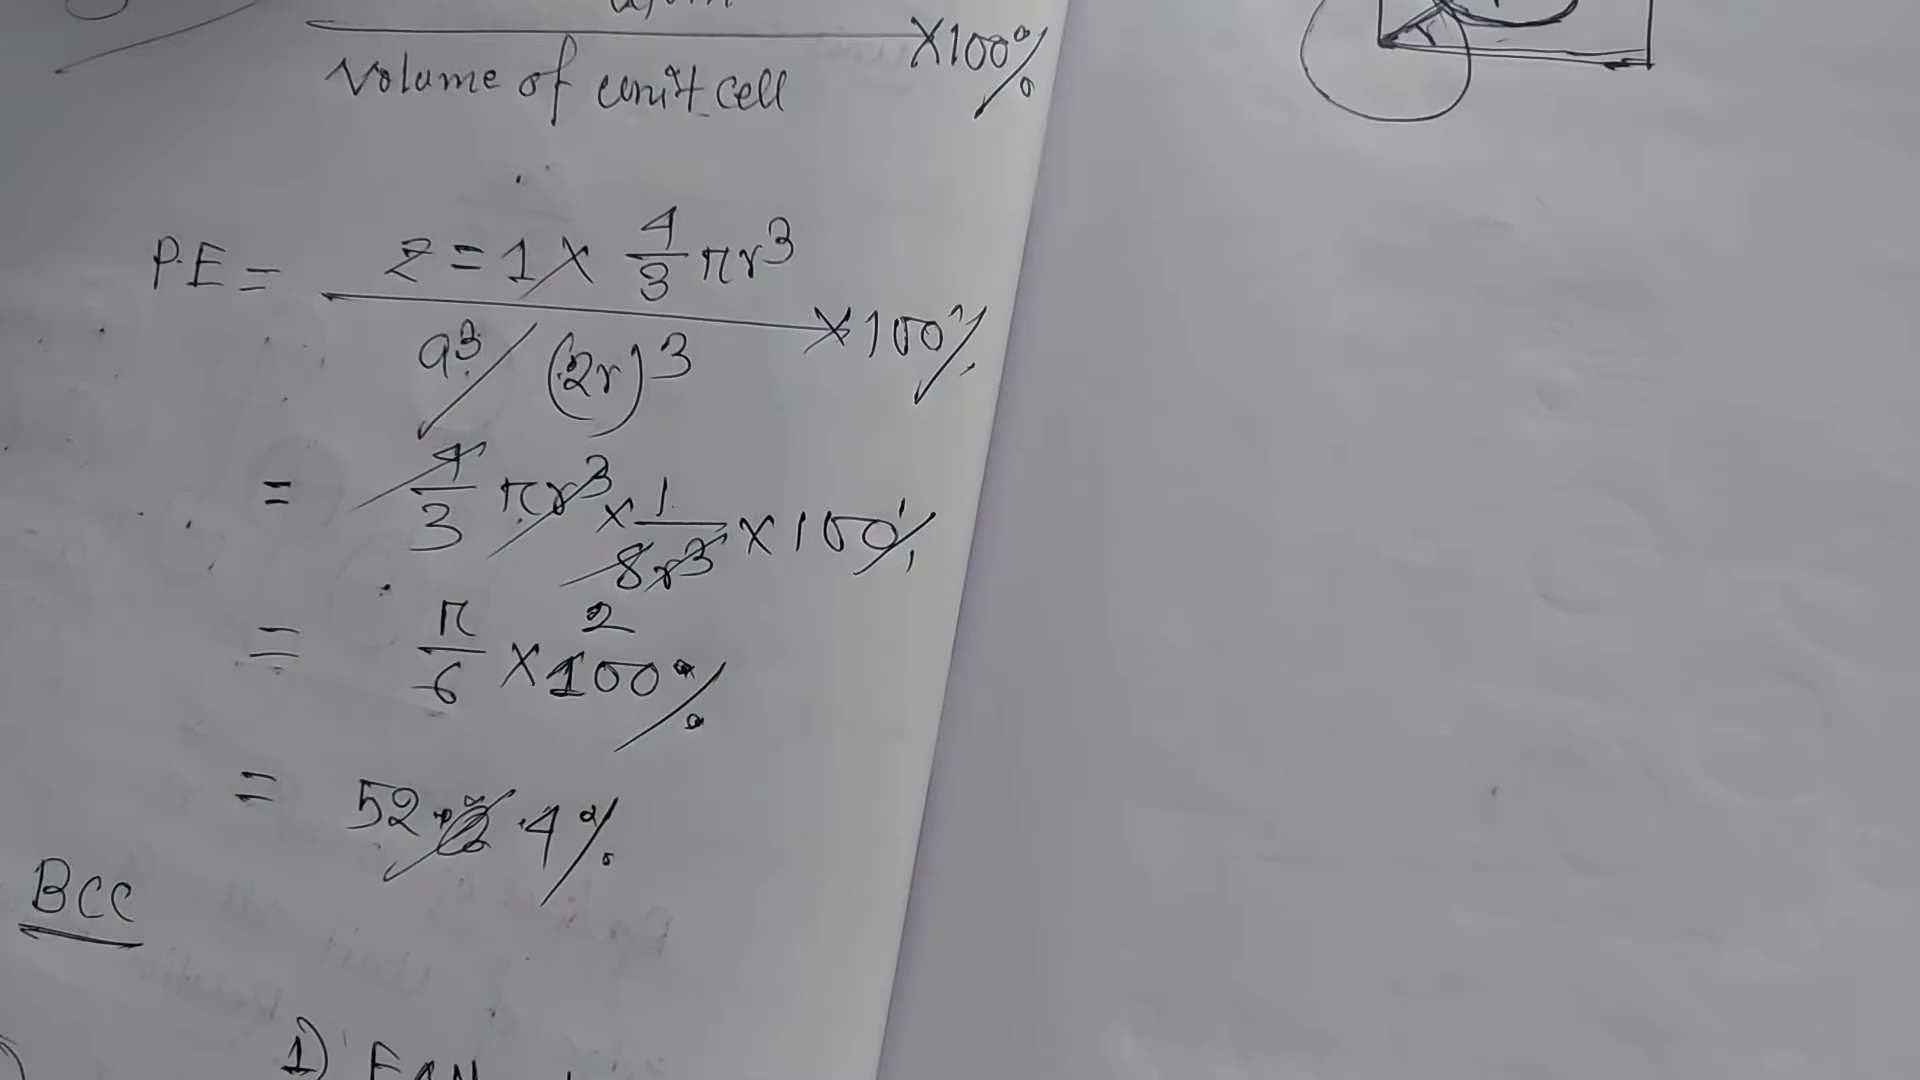 Volume of unit cell ×100%
P.E = z = 1 × 4/3 πr³
a³/ (2r)³ ×100%
= 4/3 πr³ × 1/8r³ × 100%
2
= π/6 × 100%
= 52.4%
BCC
1)